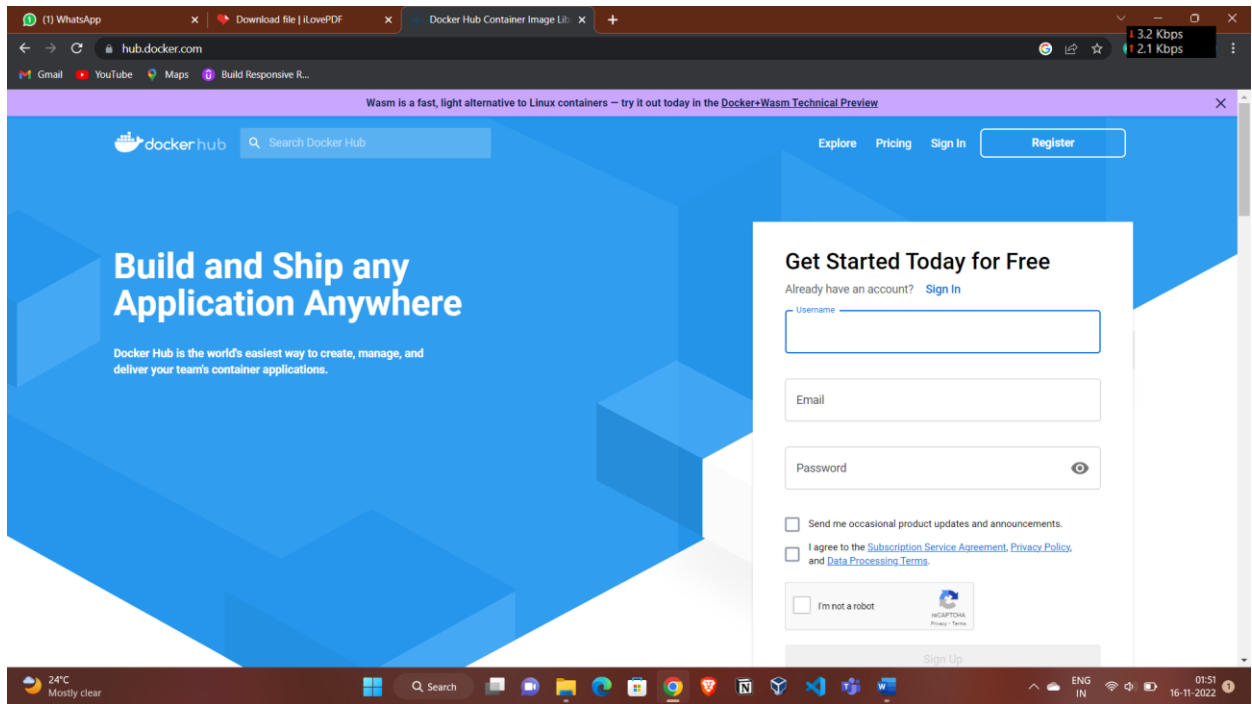 (1) WhatsApp
Download file | iLovePDF
Docker Hub Container Image Lib
hub.docker.com
3.2 Kbps
2.1 Kbps
Gmail YouTube Maps Build Responsive R...
Wasm is a fast, light alternative to Linux containers — try it out today in the Docker+Wasm Technical Preview
dockerhub
Search Docker Hub
Explore Pricing Sign In Register
Build and Ship any
Application Anywhere
Docker Hub is the world's easiest way to create, manage, and
deliver your team's container applications.
Get Started Today for Free
Already have an account? Sign In
Username
Email
Password
Send me occasional product updates and announcements.
I agree to the Subscription Service Agreement, Privacy Policy,
and Data Processing Terms.
I'm not a robot
reCAPTCHA
Privacy - Terms
Sign Up
24°C
Mostly clear
Search
ENG
IN
01:51
16-11-2022
1